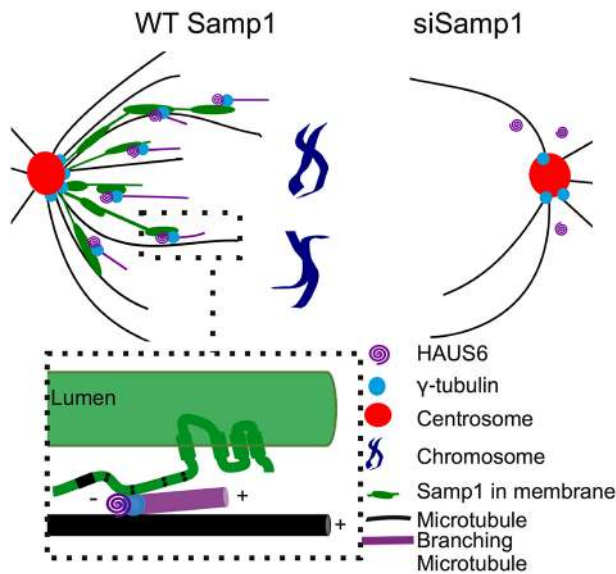 WT Samp1
siSamp1
HAUS6
γ-tubulin
Centrosome
Chromosome
Samp1 in membrane
Microtubule
Branching
Microtubule
Lumen
- +
+